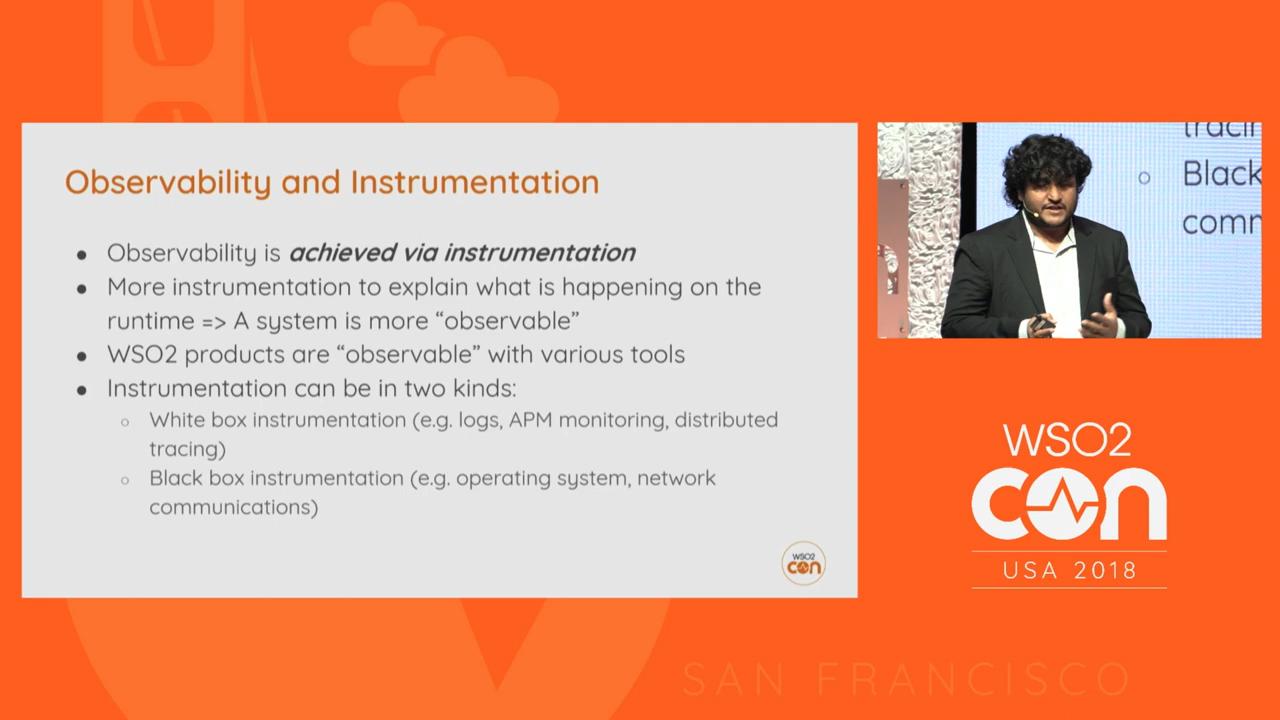 Observability and Instrumentation
● Observability is achieved via instrumentation
● More instrumentation to explain what is happening on the
runtime => A system is more “observable”
● WSO2 products are “observable” with various tools
● Instrumentation can be in two kinds:
○ White box instrumentation (e.g. logs, APM monitoring, distributed
tracing)
○ Black box instrumentation (e.g. operating system, network
communications)
WSO2
con
tracin
○ Black
comm
WSO2
con
USA 2018
SAN FRANCISCO